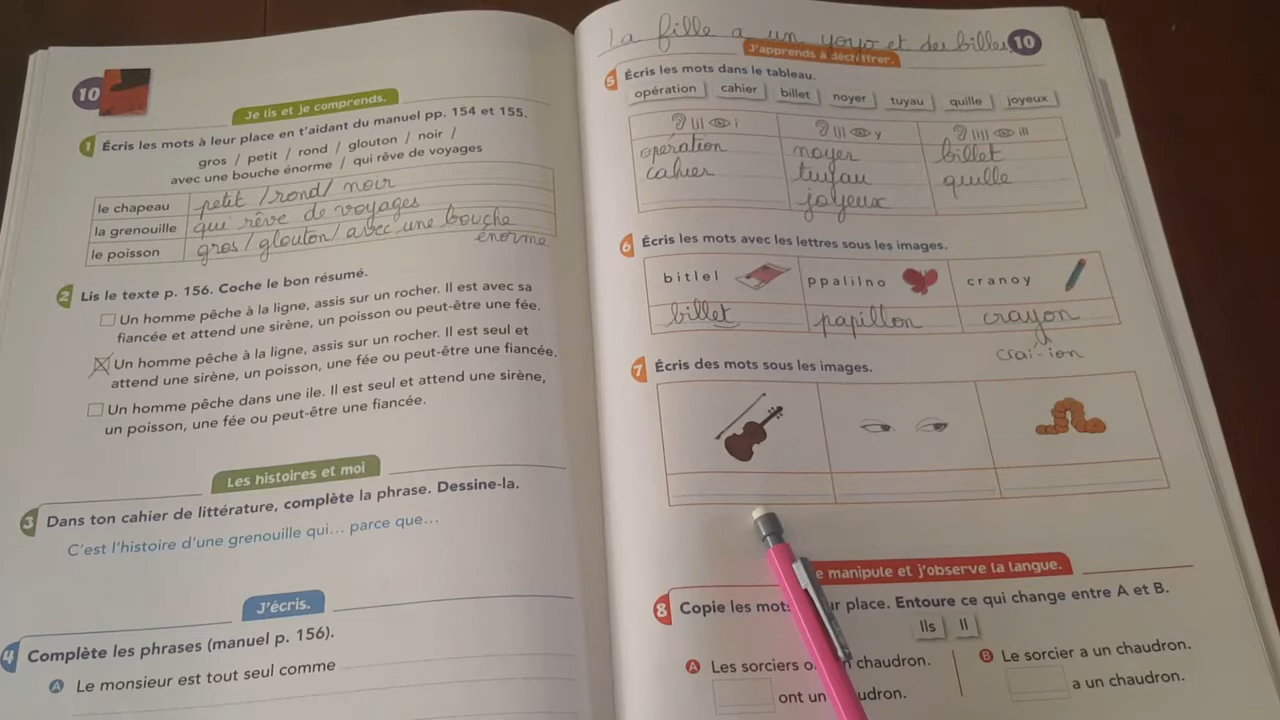 10
Je lis et je comprends.
1 Écris les mots à leur place en t'aidant du manuel pp. 154 et 155.
gros / petit / rond / glouton / noir /
avec une bouche énorme / qui rêve de voyages
le chapeau petit / rond / noir
la grenouille qui rêve de voyages
le poisson gros / glouton / avec une bouche
énorme
2 Lis le texte p. 156. Coche le bon résumé.
Un homme pêche à la ligne, assis sur un rocher. Il est avec sa
fiancée et attend une sirène, un poisson ou peut-être une fée.
Un homme pêche à la ligne, assis sur un rocher. Il est seul et
attend une sirène, un poisson, une fée ou peut-être une fiancée.
Un homme pêche dans une ile. Il est seul et attend une sirène,
un poisson, une fée ou peut-être une fiancée.
Les histoires et moi
3 Dans ton cahier de littérature, complète la phrase. Dessine-la.
C'est l'histoire d'une grenouille qui... parce que...
J'écris.
4 Complète les phrases (manuel p. 156).
A Le monsieur est tout seul comme
La fille a un yoyo et des billes
10
J'apprends à déchiffrer.
5 Écris les mots dans le tableau.
opération cahier billet noyer tuyau quille joyeux
i y ill
opération noyer billet
cahier tuyau quille
joyeux
6 Écris les mots avec les lettres sous les images.
b i t l e l p p a l i l n o c r a n o y
billet papillon crayon
crai-ion
7 Écris des mots sous les images.
e manipule et j'observe la langue.
8 Copie les mots ur place. Entoure ce qui change entre A et B.
Ils Il
A Les sorciers o n chaudron.
ont un udron.
B Le sorcier a un chaudron.
a un chaudron.